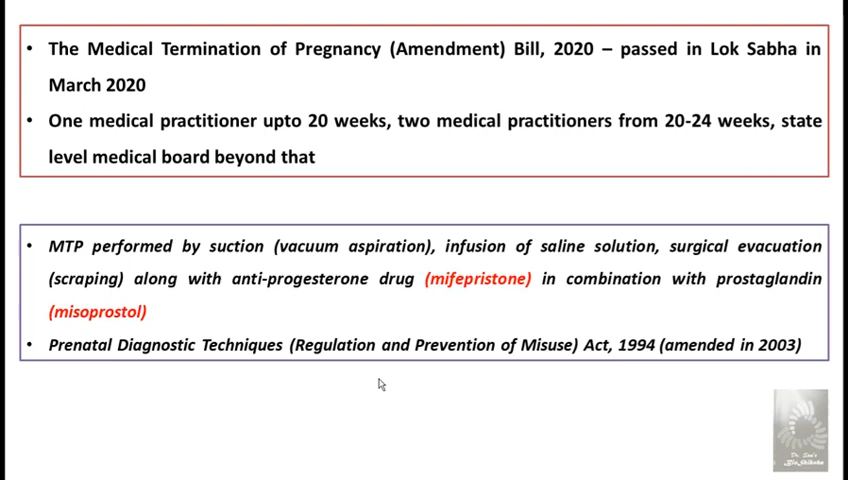 • The Medical Termination of Pregnancy (Amendment) Bill, 2020 – passed in Lok Sabha in
March 2020
• One medical practitioner upto 20 weeks, two medical practitioners from 20-24 weeks, state
level medical board beyond that
• MTP performed by suction (vacuum aspiration), infusion of saline solution, surgical evacuation
(scraping) along with anti-progesterone drug (mifepristone) in combination with prostaglandin
(misoprostol)
• Prenatal Diagnostic Techniques (Regulation and Prevention of Misuse) Act, 1994 (amended in 2003)
Dr. Sen's